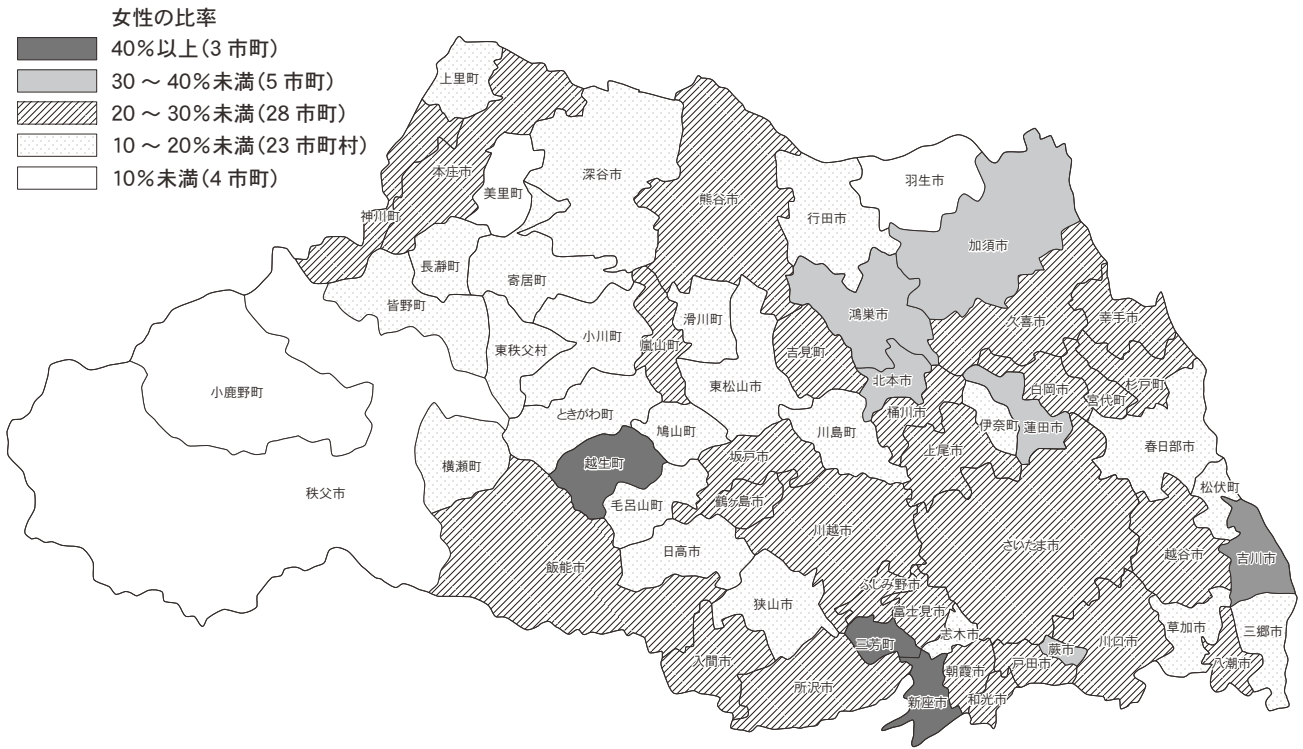 女性の比率
40%以上(3 市町)
30 ～ 40%未満(5 市町)
20 ～ 30%未満(28 市町)
10 ～ 20%未満(23 市町村)
10%未満(4 市町)
上里町
本庄市
美里町
深谷市
神川町
熊谷市
行田市
羽生市
加須市
長瀞町
寄居町
皆野町
滑川町
鴻巣市
久喜市
幸手市
東秩父村
小川町
嵐山町
吉見町
小鹿野町
東松山市
北本市
白岡市
杉戸町
宮代町
ときがわ町
桶川市
伊奈町
蓮田市
鳩山町
川島町
上尾市
春日部市
横瀬町
越生町
坂戸市
秩父市
毛呂山町
鶴ヶ島市
松伏町
川越市
さいたま市
越谷市
吉川市
日高市
飯能市
ふじみ野市
狭山市
富士見市
志木市
三芳町
川口市
草加市
三郷市
入間市
所沢市
朝霞市
戸田市
蕨市
八潮市
新座市
和光市